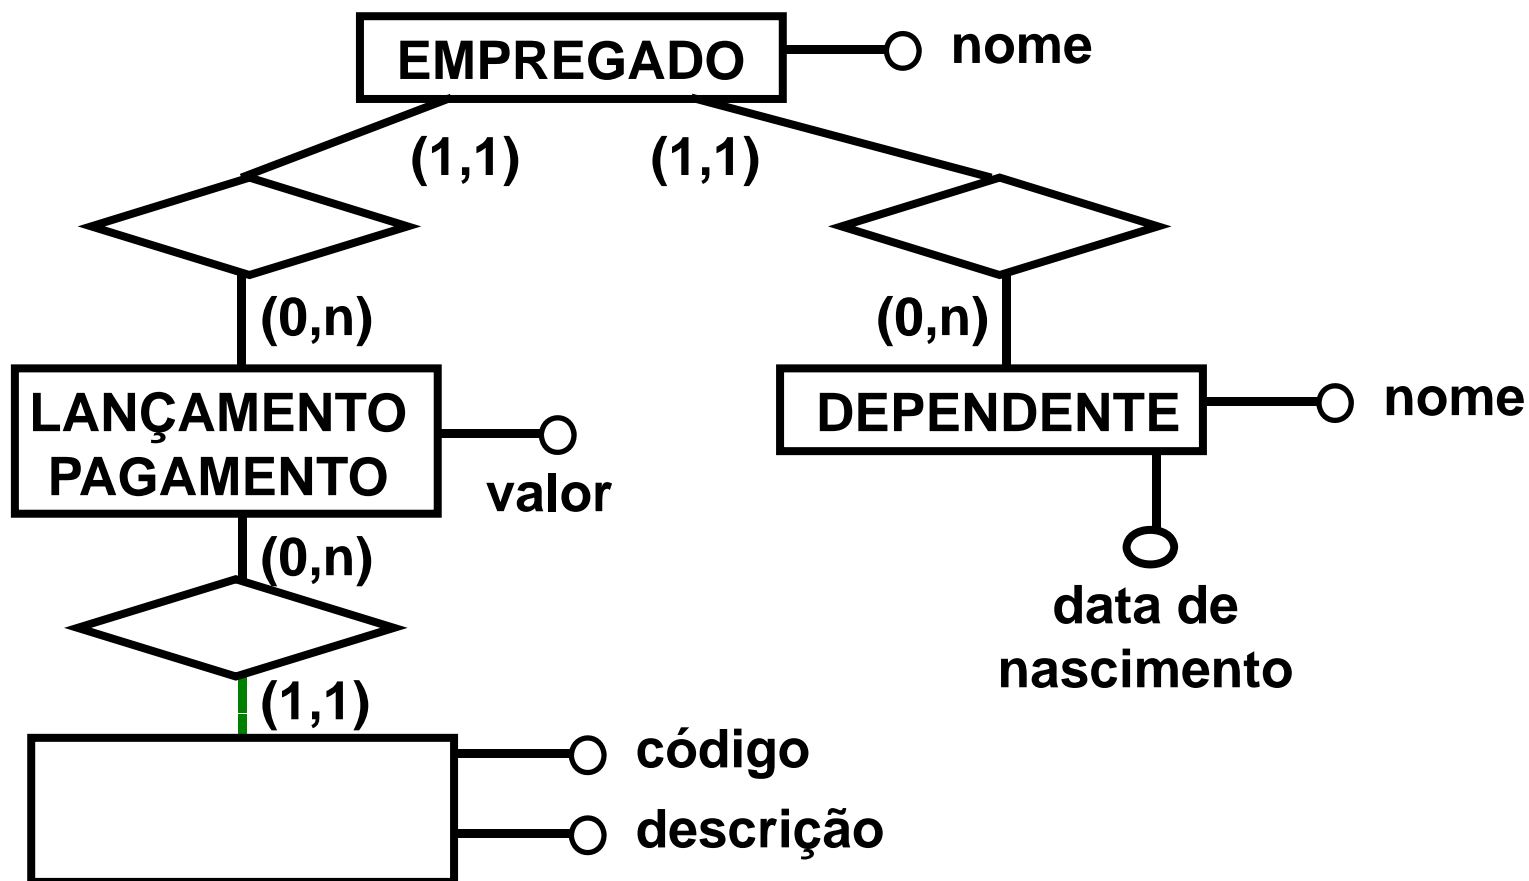 EMPREGADO
nome
(1,1)
(1,1)
(0,n)
(0,n)
LANÇAMENTO
PAGAMENTO
valor
DEPENDENTE
nome
data de
nascimento
(0,n)
(1,1)
código
descrição